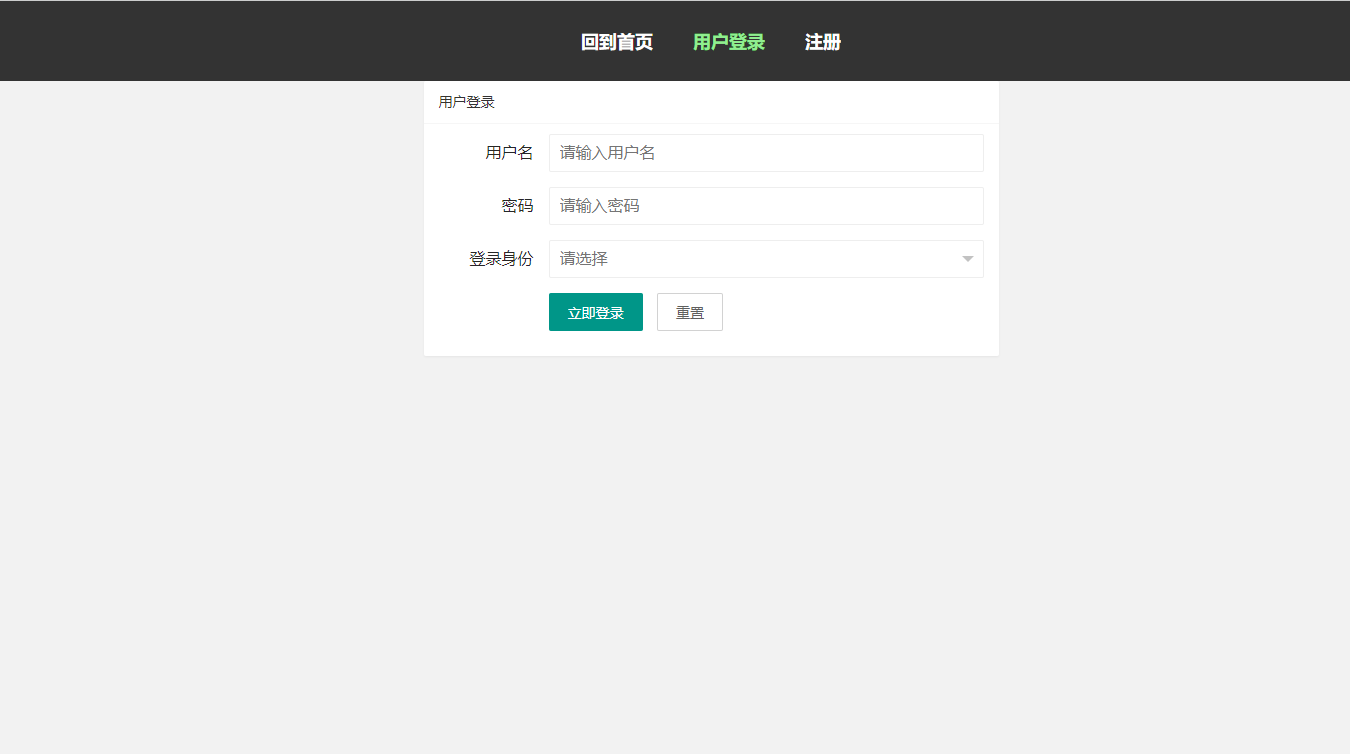 回到首页 用户登录 注册
用户登录
用户名 请输入用户名
密码 请输入密码
登录身份 请选择
立即登录 重置